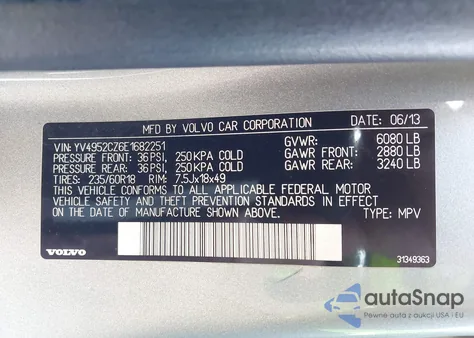 MFD. BY VOLVO CAR CORPORATION DATE: 06/13
VIN: YV4952CZ6E1682251 GVWR: 6080 LB
PRESSURE FRONT: 36 PSI, 250 KPA COLD GAWR FRONT: 2880 LB
PRESSURE REAR: 36 PSI, 250 KPA COLD GAWR REAR: 3240 LB
TIRES: 235/60R18 RIM: 7.5Jx18x49
THIS VEHICLE CONFORMS TO ALL APPLICABLE FEDERAL MOTOR
VEHICLE SAFETY AND THEFT PREVENTION STANDARDS IN EFFECT
ON THE DATE OF MANUFACTURE SHOWN ABOVE. TYPE: MPV
VOLVO 31349363
autoSnap
Pewne auta z aukcji USA i EU